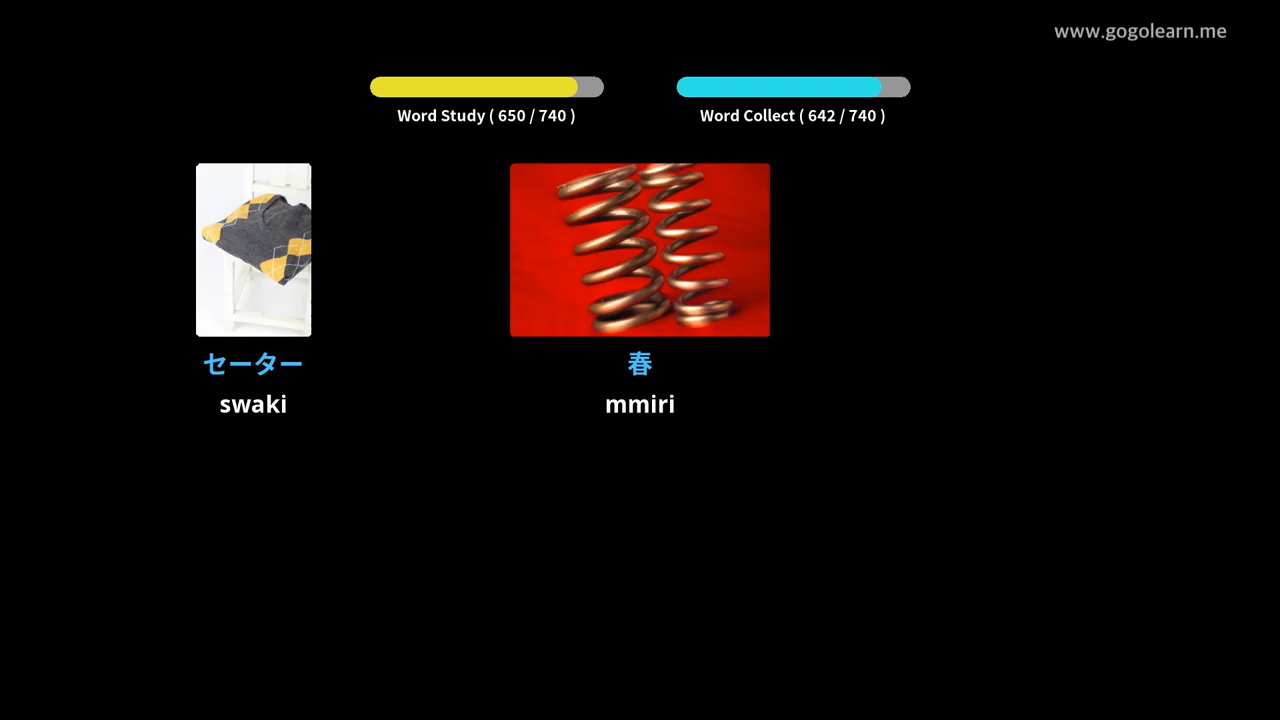 www.gogolearn.me
Word Study ( 650 / 740 )
Word Collect ( 642 / 740 )
セーター
swaki
春
mmiri